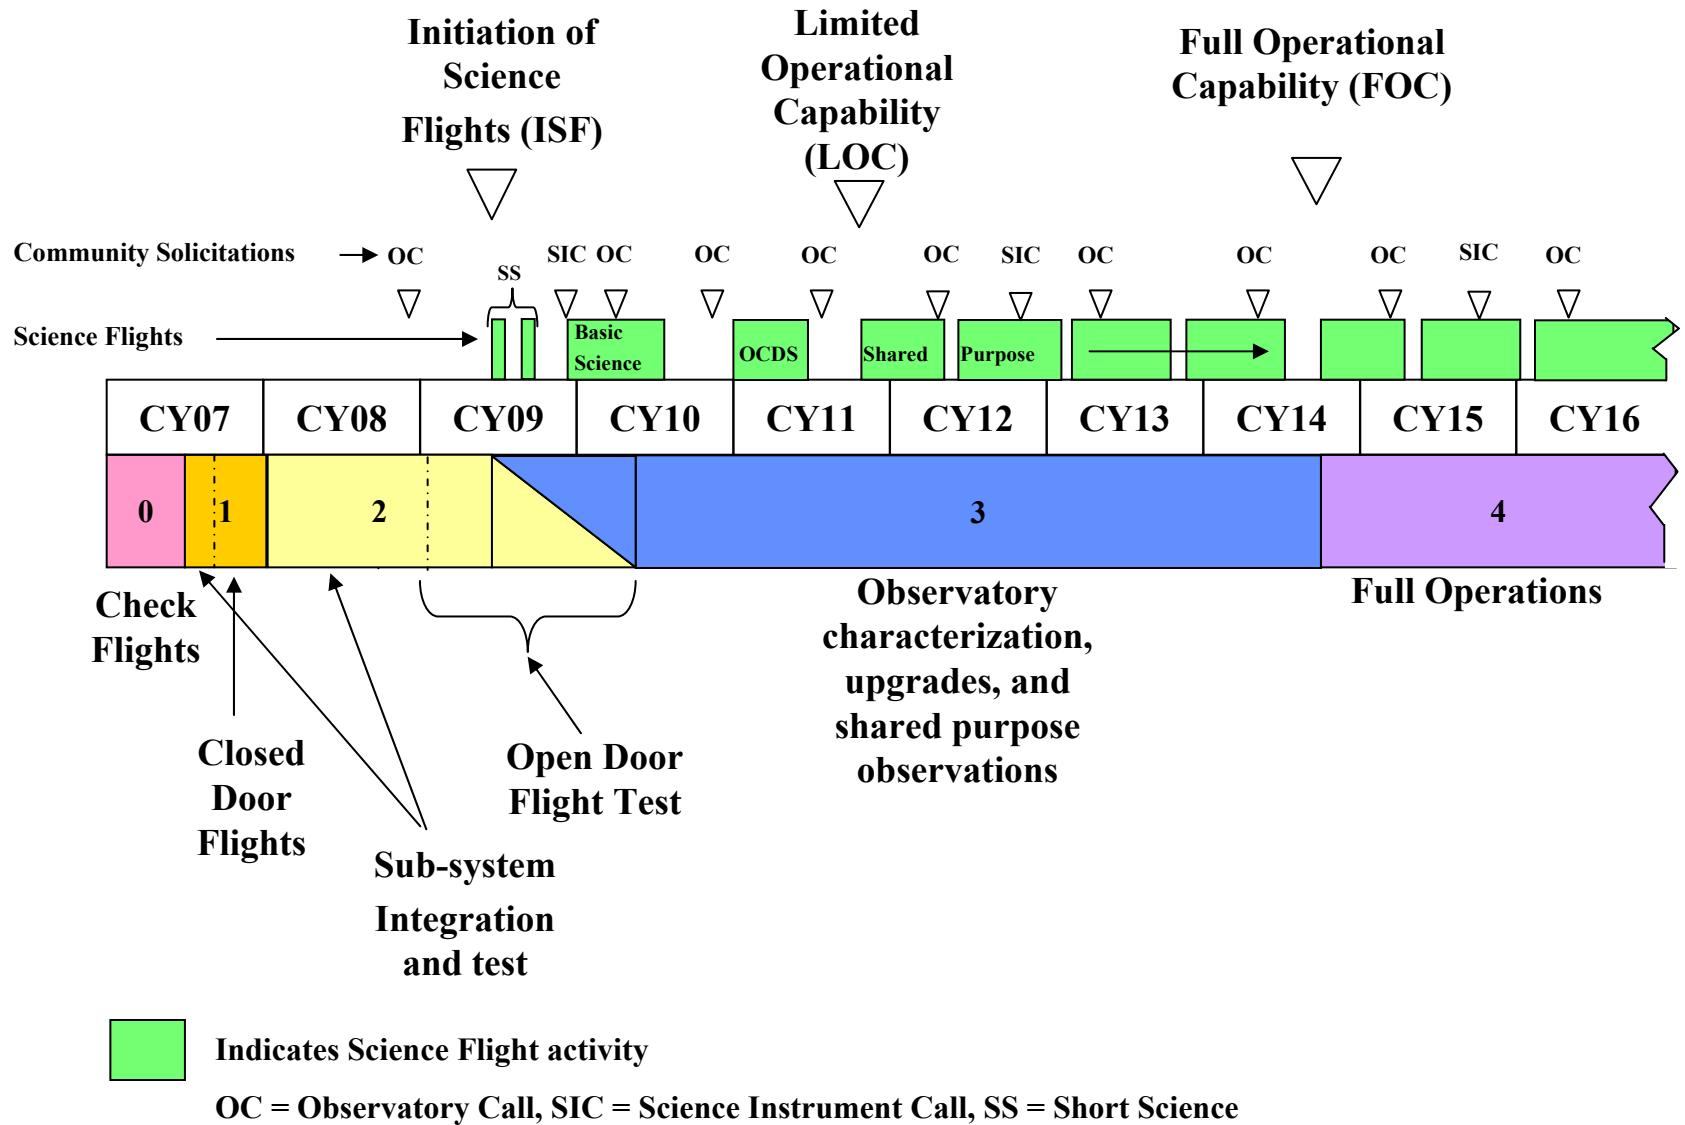 Initiation of
Science
Flights (ISF)
Limited
Operational
Capability
(LOC)
Full Operational
Capability (FOC)
Community Solicitations
OC
SS
SIC OC
OC
OC
OC
SIC
OC
OC
OC
SIC
OC
Science Flights
Basic
Science
OCDS
Shared
Purpose
CY07
CY08
CY09
CY10
CY11
CY12
CY13
CY14
CY15
CY16
0
1
2
3
4
Check
Flights
Closed
Door
Flights
Sub-system
Integration
and test
Open Door
Flight Test
Observatory
characterization,
upgrades, and
shared purpose
observations
Full Operations
Indicates Science Flight activity
OC = Observatory Call, SIC = Science Instrument Call, SS = Short Science